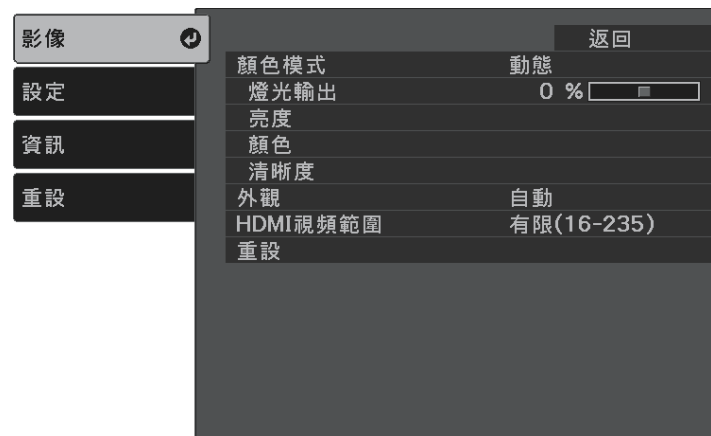 影像
設定
資訊
重設
返回
顏色模式 動態
燈光輸出 0 %
亮度
顏色
清晰度
外觀 自動
HDMI視頻範圍 有限(16-235)
重設